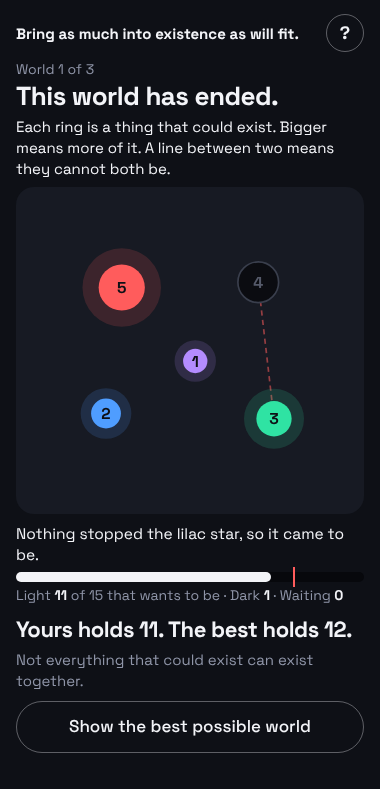 Bring as much into existence as will fit.
?
World 1 of 3
This world has ended.
Each ring is a thing that could exist. Bigger
means more of it. A line between two means
they cannot both be.
5
4
1
2
3
Nothing stopped the lilac star, so it came to
be.
Light 11 of 15 that wants to be · Dark 1 · Waiting 0
Yours holds 11. The best holds 12.
Not everything that could exist can exist
together.
Show the best possible world